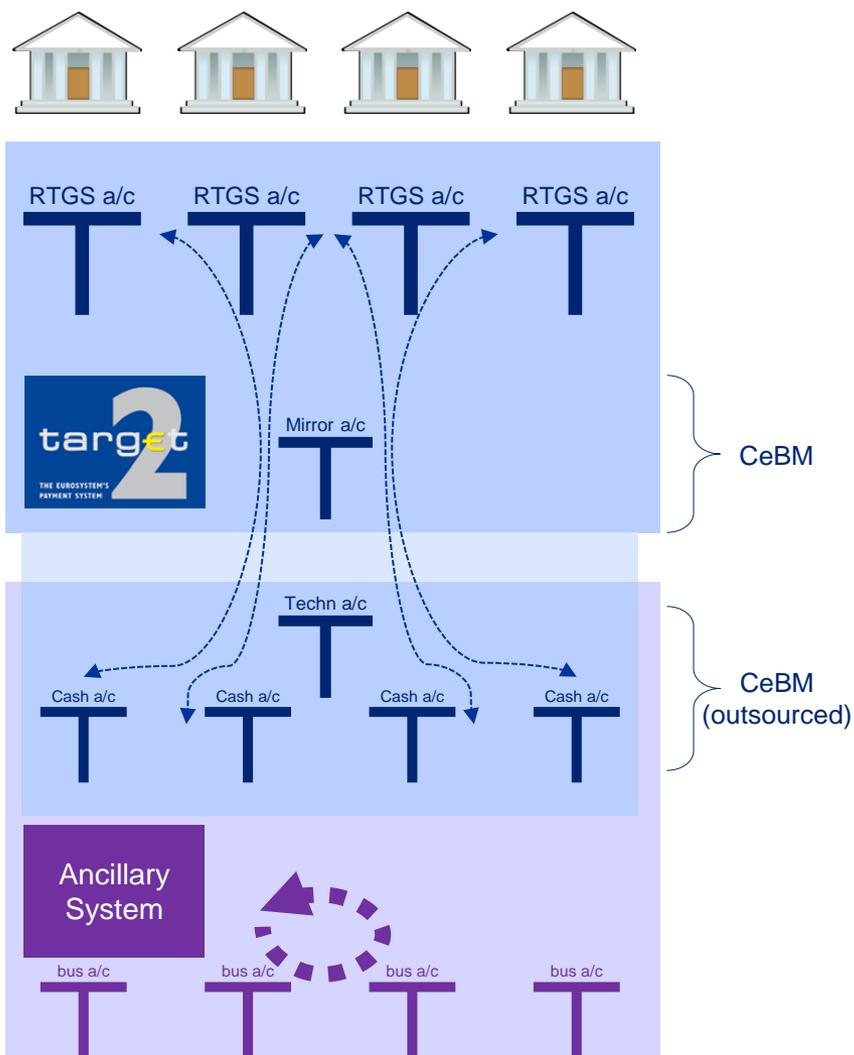 RTGS a/c
RTGS a/c
RTGS a/c
RTGS a/c
target
2
THE EUROSYSTEM'S
PAYMENT SYSTEM
Mirror a/c
CeBM
Techn a/c
Cash a/c
Cash a/c
Cash a/c
Cash a/c
CeBM
(outsourced)
Ancillary
System
bus a/c
bus a/c
bus a/c
bus a/c